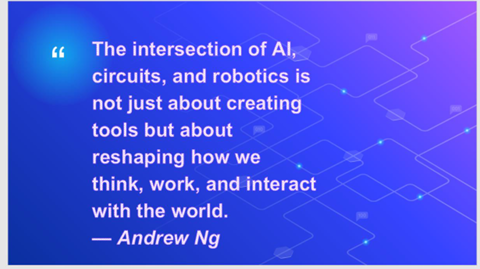 “
The intersection of AI,
circuits, and robotics is
not just about creating
tools but about
reshaping how we
think, work, and interact
with the world.
— Andrew Ng